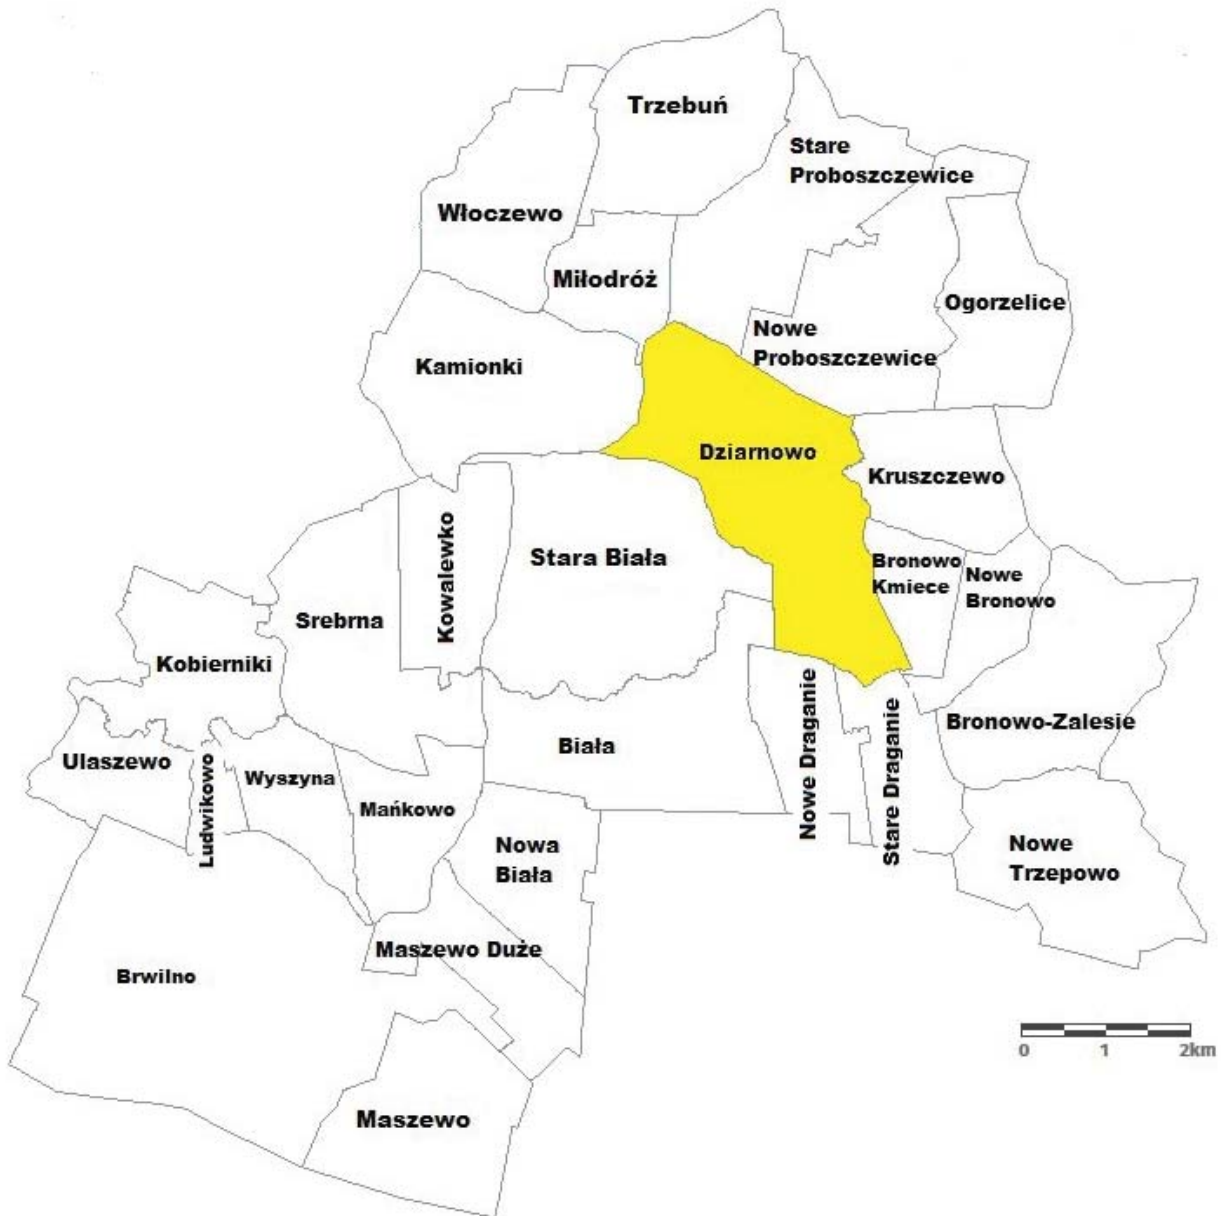 Trzebuń
Stare
Proboszczewice
Włoczewo
Miłodróż
Ogorzelice
Nowe
Proboszczewice
Kamionki
Dziarnowo
Kruszczewo
Kowalewko
Stara Biała
Bronowo
Kmiece
Nowe
Bronowo
Srebrna
Kobierniki
Nowe Draganie
Stare Draganie
Bronowo-Zalesie
Ulaszewo
Ludwikowo
Wyszyna
Biała
Mańkowo
Nowa
Biała
Nowe
Trzepowo
Maszewo Duże
Brwilno
0 1 2km
Maszewo